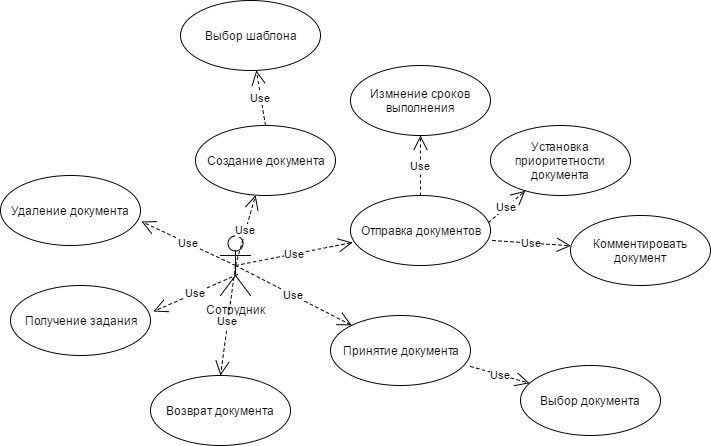 Выбор шаблона
Use
Измнение сроков
выполнения
Use
Создание документа
Установка
приоритетности
документа
Use
Удаление документа
Use
Отправка документов
Use
Use
Комментировать
документ
Use
Use
Use
Use
Сотрудник
Use
Получение задания
Принятие документа
Use
Выбор документа
Возврат документа